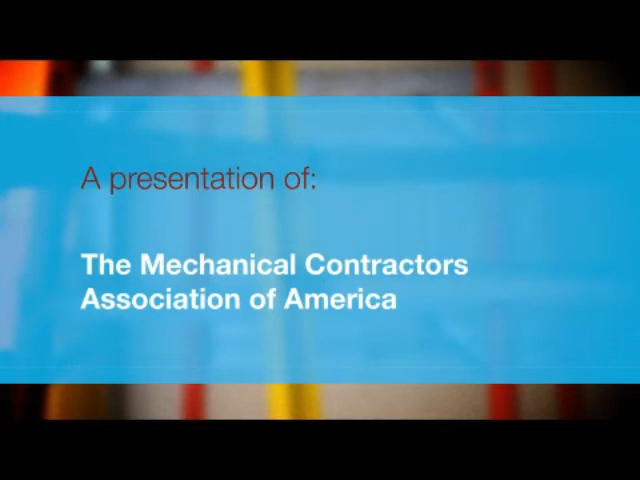 A presentation of:
The Mechanical Contractors
Association of America